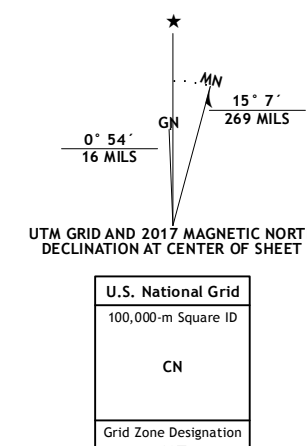 ★
MN
15° 7´
269 MILS
GN
0° 54´
16 MILS
UTM GRID AND 2017 MAGNETIC NORT
DECLINATION AT CENTER OF SHEET
U.S. National Grid
100,000-m Square ID
CN
Grid Zone Designation